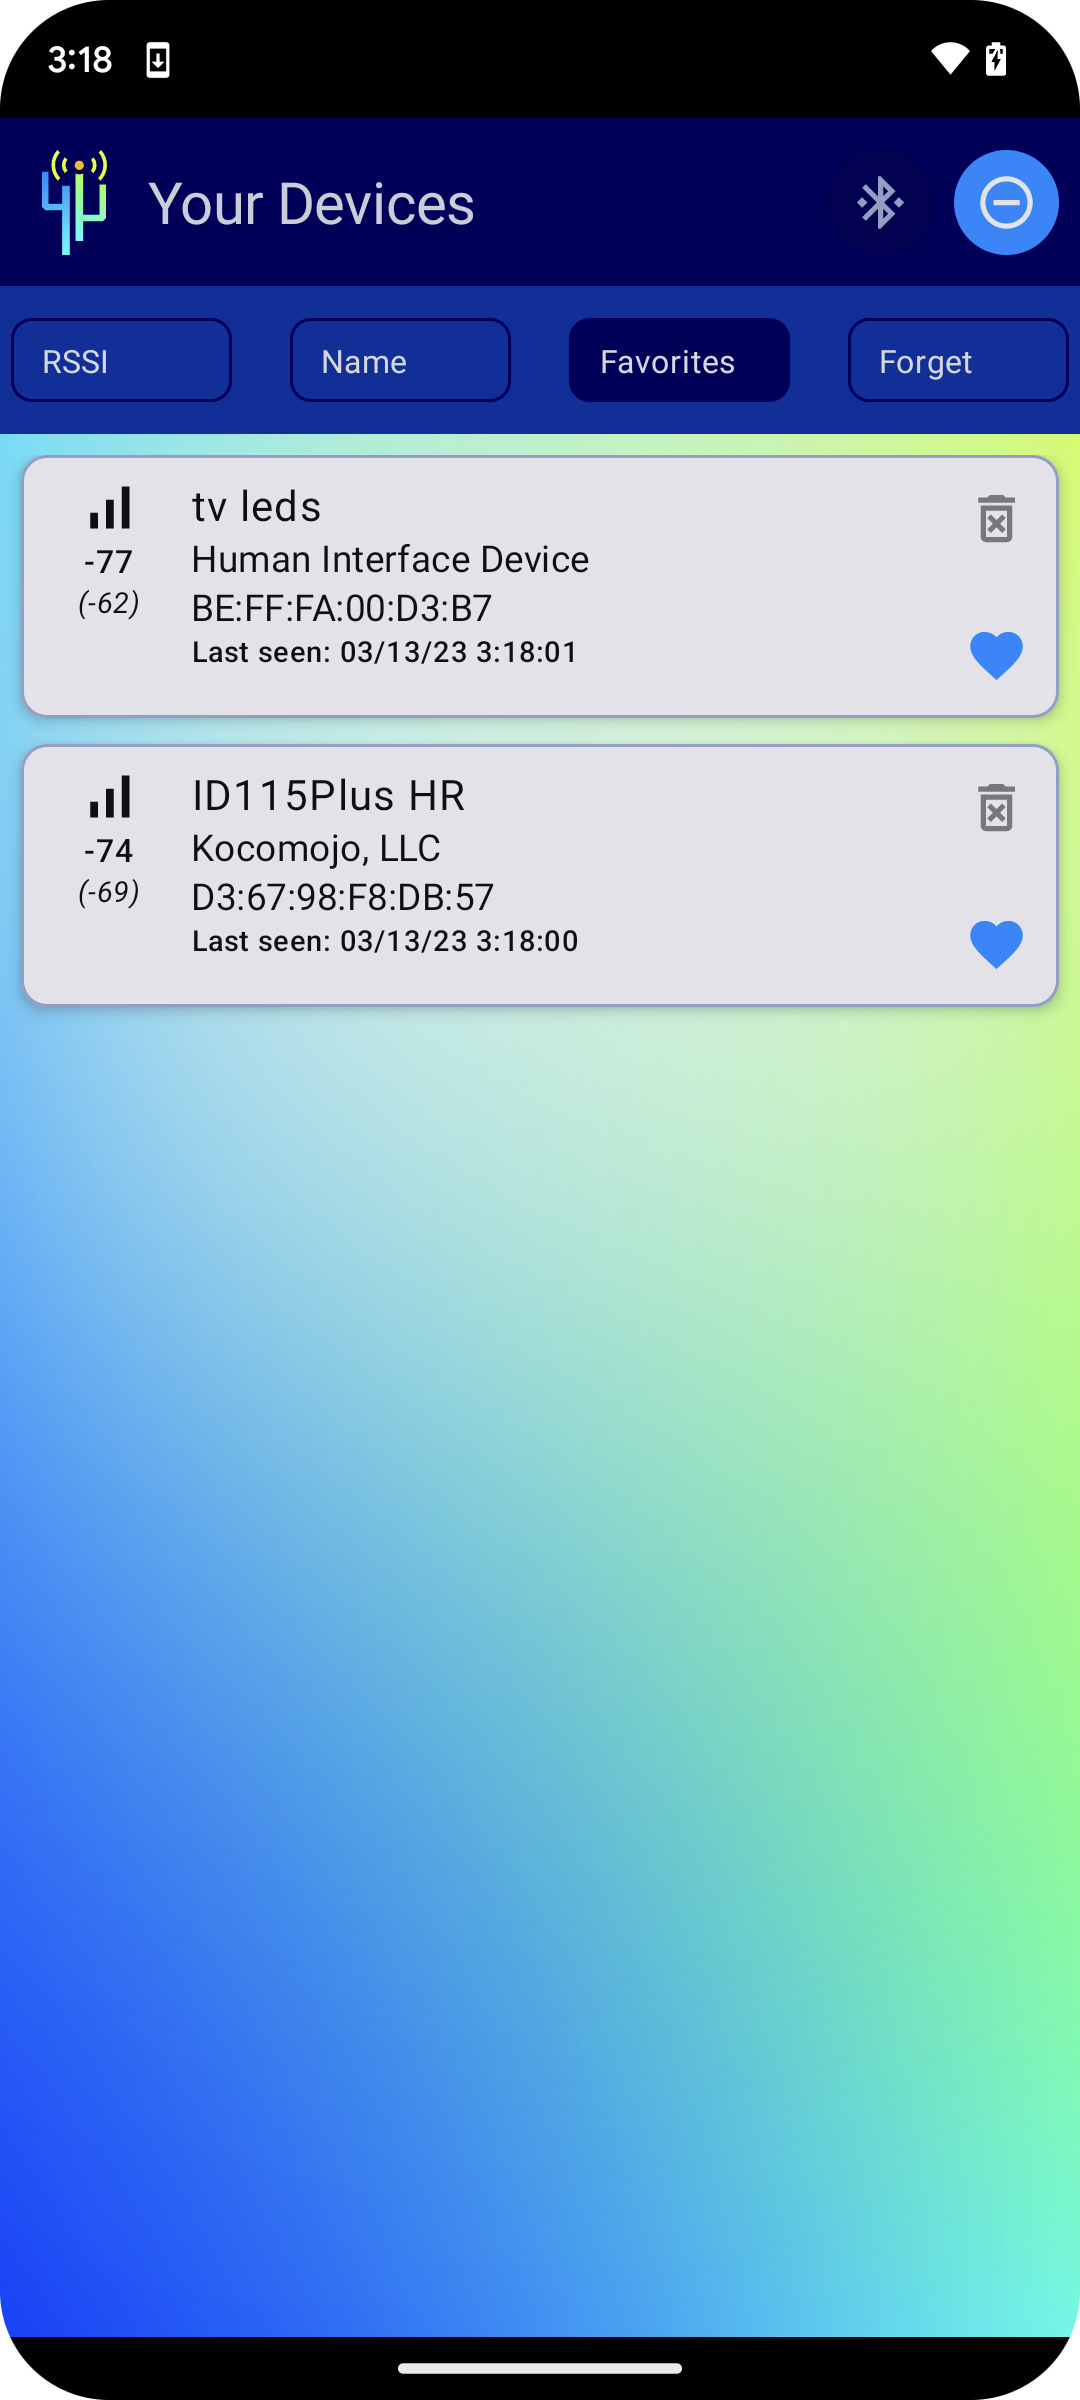 3:18
Your Devices
RSSI Name Favorites Forget
tv leds
-77
Human Interface Device
(-62)
BE:FF:FA:00:D3:B7
Last seen: 03/13/23 3:18:01
ID115Plus HR
-74
Kocomojo, LLC
(-69)
D3:67:98:F8:DB:57
Last seen: 03/13/23 3:18:00